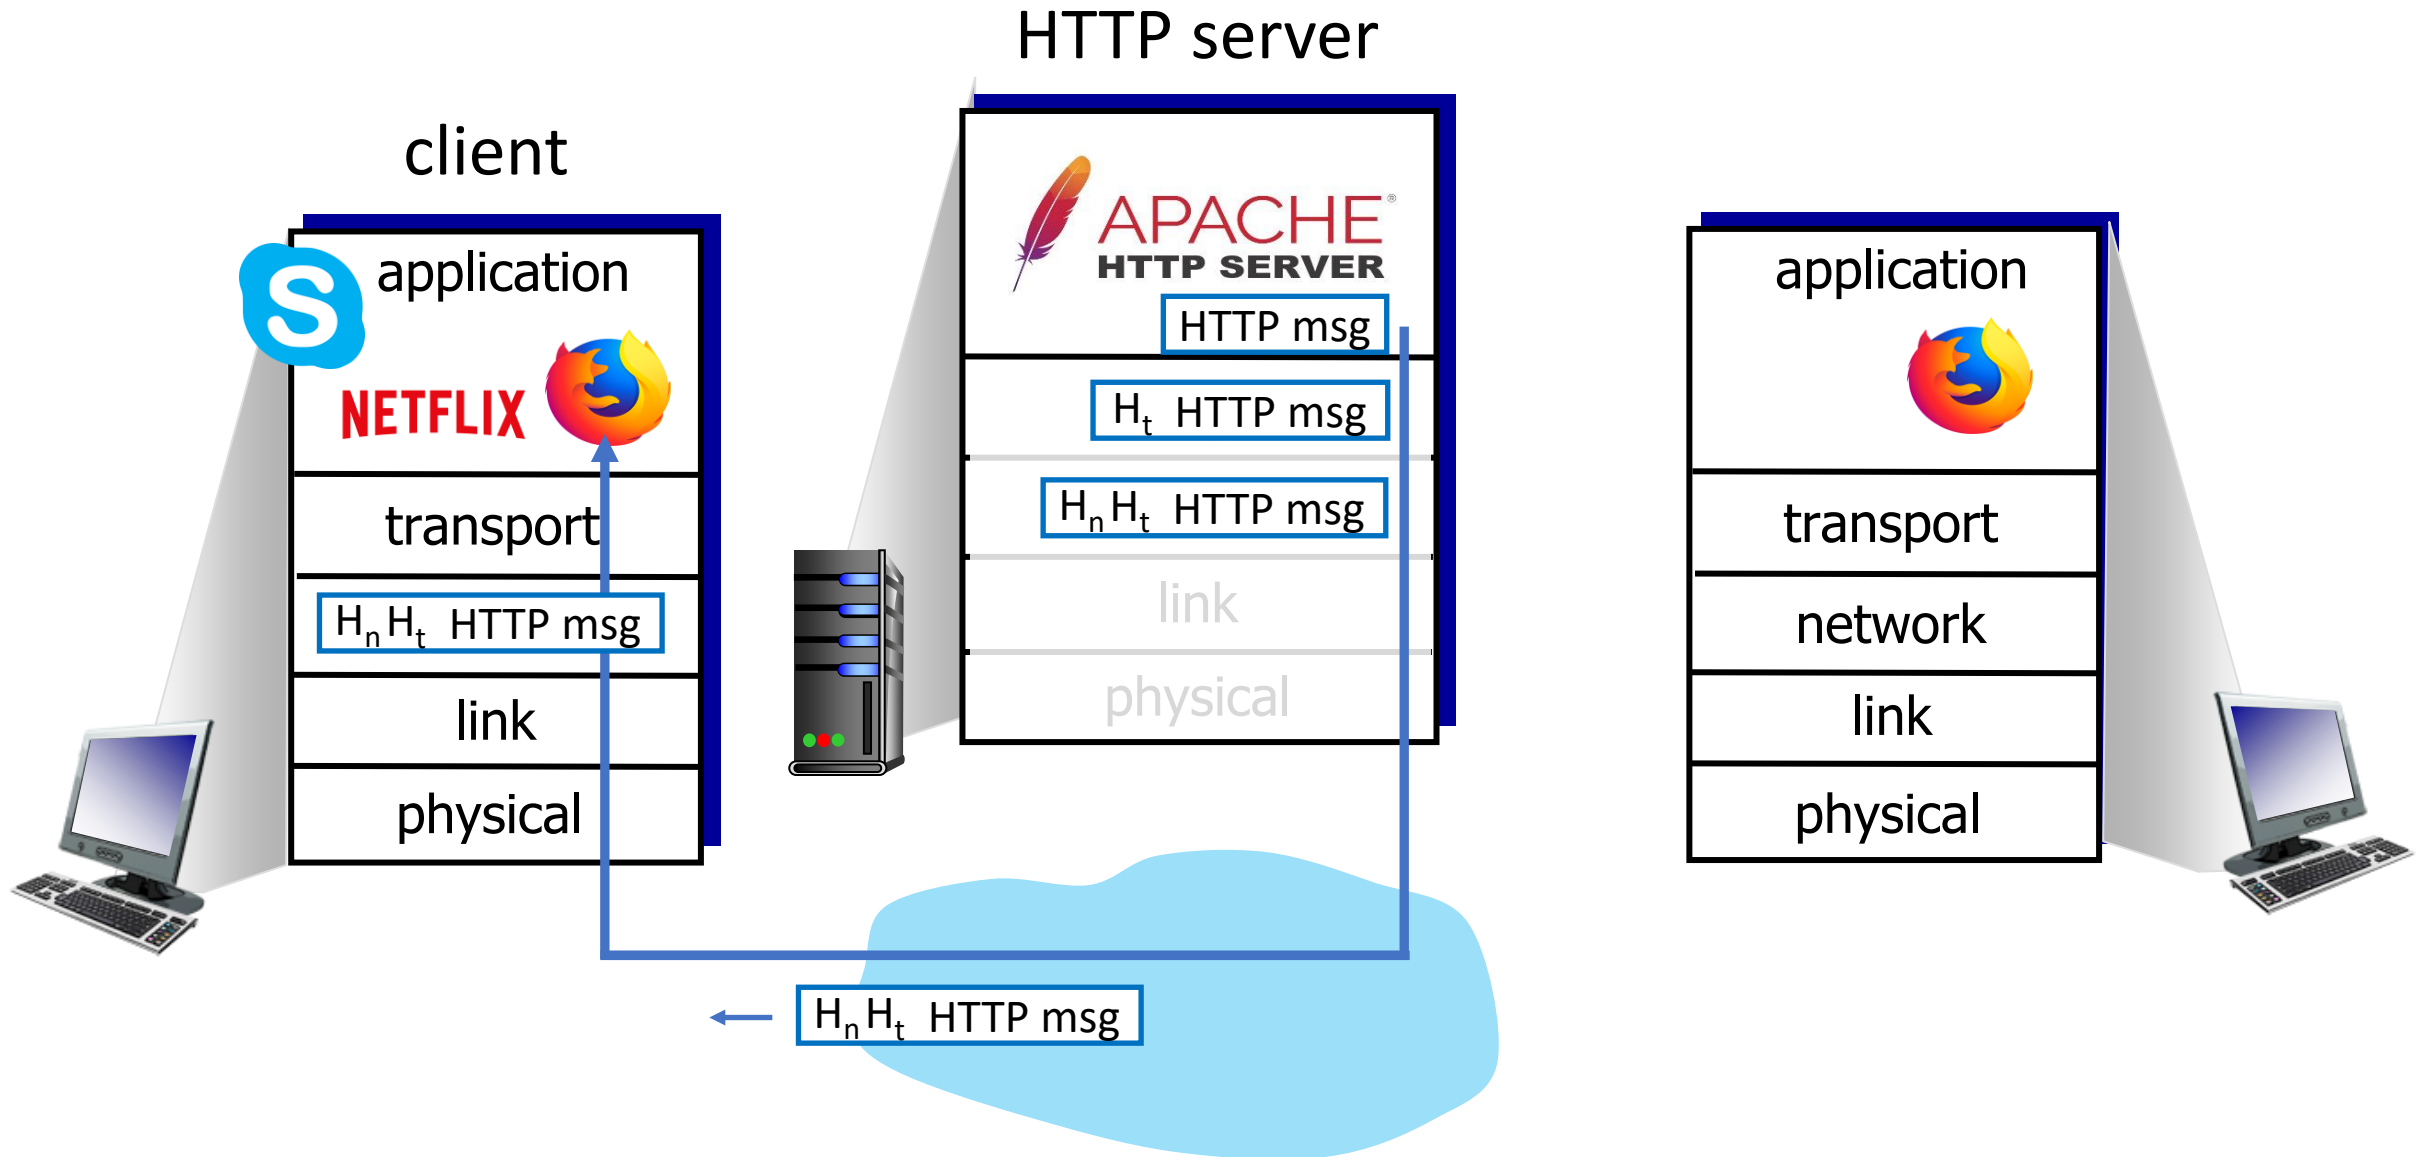 HTTP server
client
application
NETFLIX
transport
HₙHₜ HTTP msg
link
physical
APACHE®
HTTP SERVER
HTTP msg
Hₜ HTTP msg
HₙHₜ HTTP msg
link
physical
application
transport
network
link
physical
HₙHₜ HTTP msg